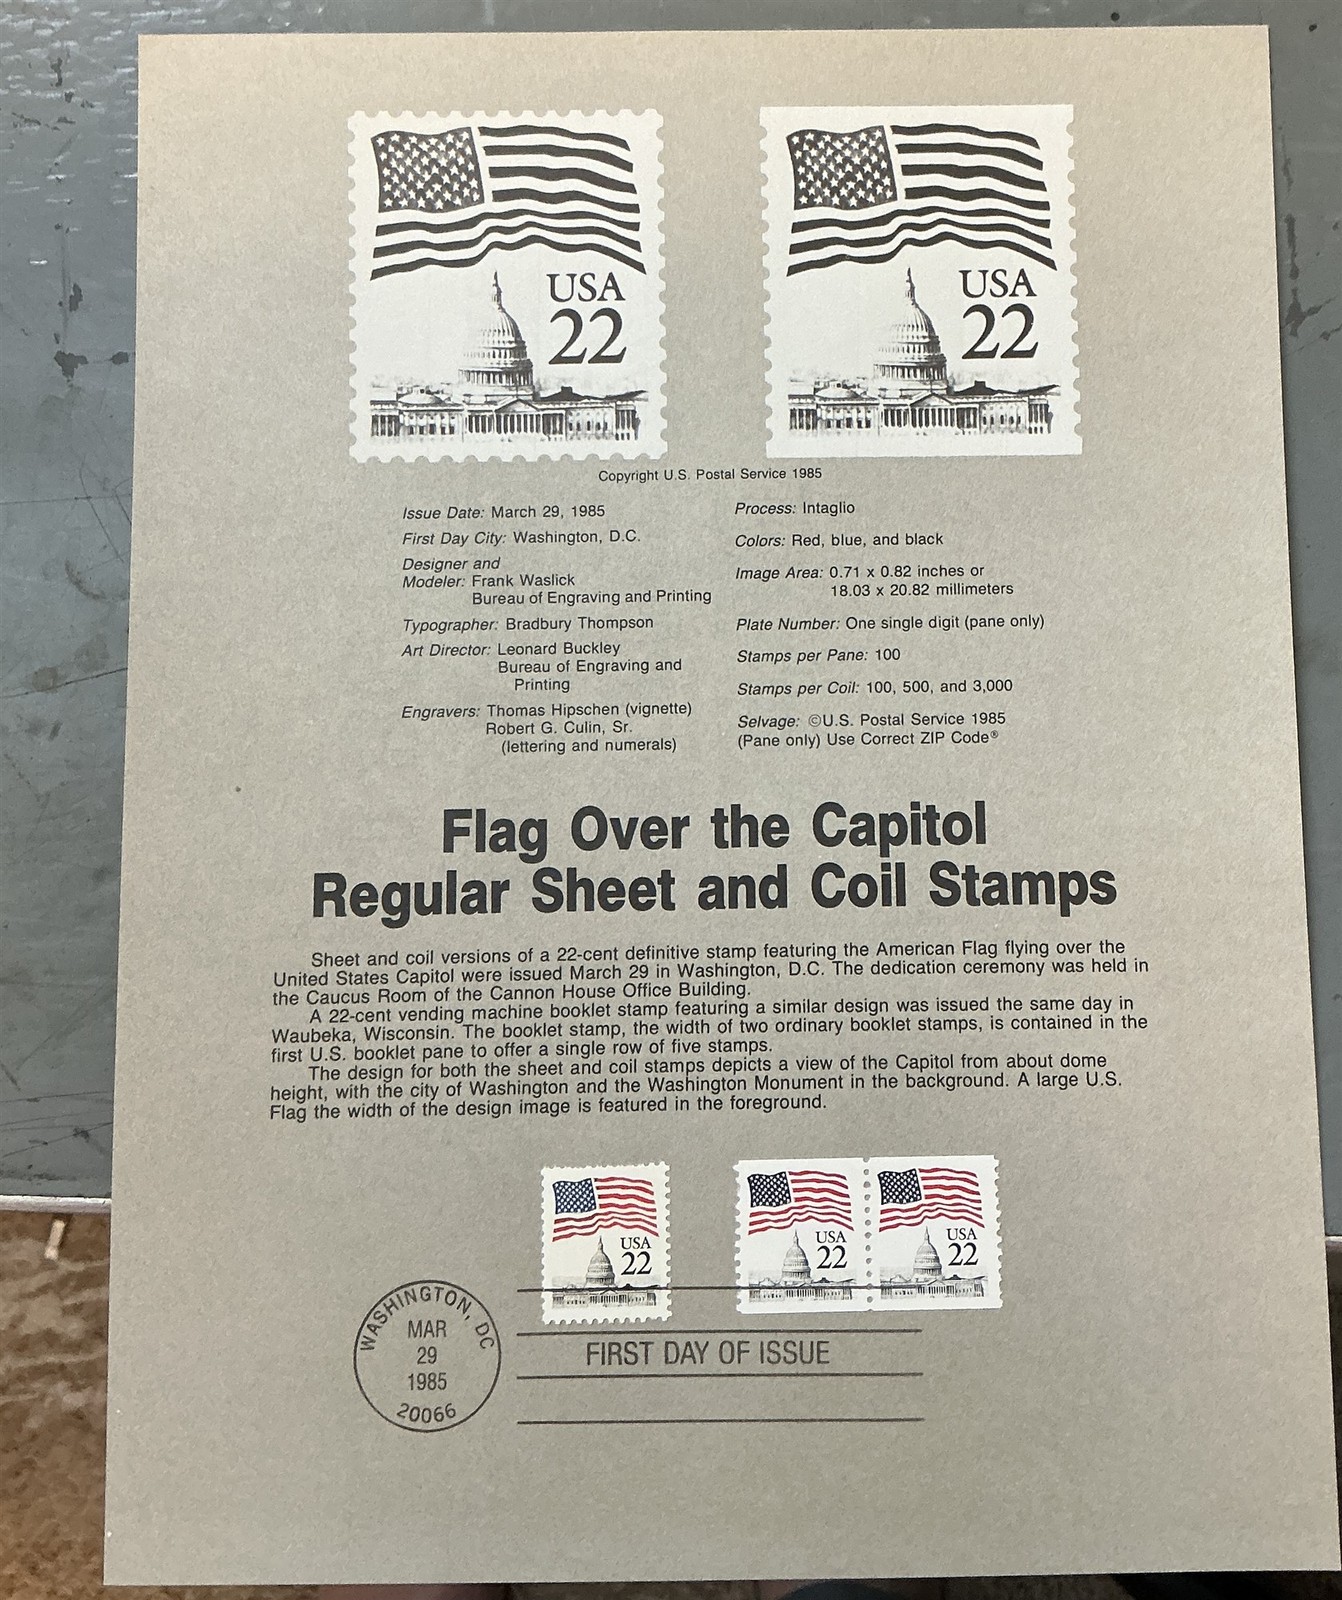 USA
22
USA
22
Copyright U.S. Postal Service 1985
Issue Date: March 29, 1985
First Day City: Washington, D.C.
Designer and
Modeler: Frank Waslick
Bureau of Engraving and Printing
Typographer: Bradbury Thompson
Art Director: Leonard Buckley
Bureau of Engraving and
Printing
Engravers: Thomas Hipschen (vignette)
Robert G. Culin, Sr.
(lettering and numerals)
Process: Intaglio
Colors: Red, blue, and black
Image Area: 0.71 x 0.82 inches or
18.03 x 20.82 millimeters
Plate Number: One single digit (pane only)
Stamps per Pane: 100
Stamps per Coil: 100, 500, and 3,000
Selvage: ©U.S. Postal Service 1985
(Pane only) Use Correct ZIP Code®
Flag Over the Capitol
Regular Sheet and Coil Stamps
Sheet and coil versions of a 22-cent definitive stamp featuring the American Flag flying over the
United States Capitol were issued March 29 in Washington, D.C. The dedication ceremony was held in
the Caucus Room of the Cannon House Office Building.
A 22-cent vending machine booklet stamp featuring a similar design was issued the same day in
Waubeka, Wisconsin. The booklet stamp, the width of two ordinary booklet stamps, is contained in the
first U.S. booklet pane to offer a single row of five stamps.
The design for both the sheet and coil stamps depicts a view of the Capitol from about dome
height, with the city of Washington and the Washington Monument in the background. A large U.S.
Flag the width of the design image is featured in the foreground.
USA
22
USA
22
USA
22
WASHINGTON, DC
MAR
29
1985
20066
FIRST DAY OF ISSUE